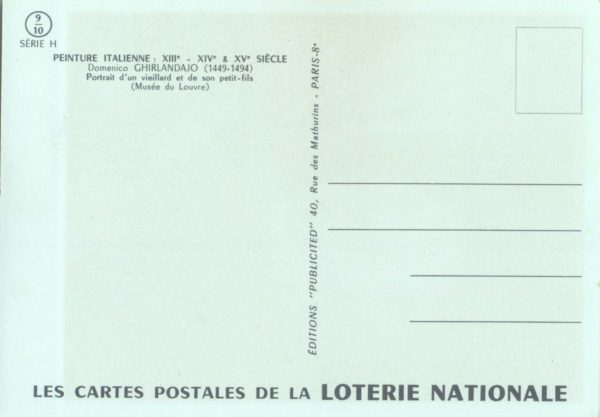 9
10
SÉRIE H
PEINTURE ITALIENNE : XIIIᵉ - XIVᵉ & XVᵉ SIÈCLE
Domenico GHIRLANDAJO (1449-1494)
Portrait d'un vieillard et de son petit-fils
(Musée du Louvre)
ÉDITIONS "PUBLICITED" 40, Rue des Mathurins - PARIS-8ᵉ
LES CARTES POSTALES DE LA LOTERIE NATIONALE